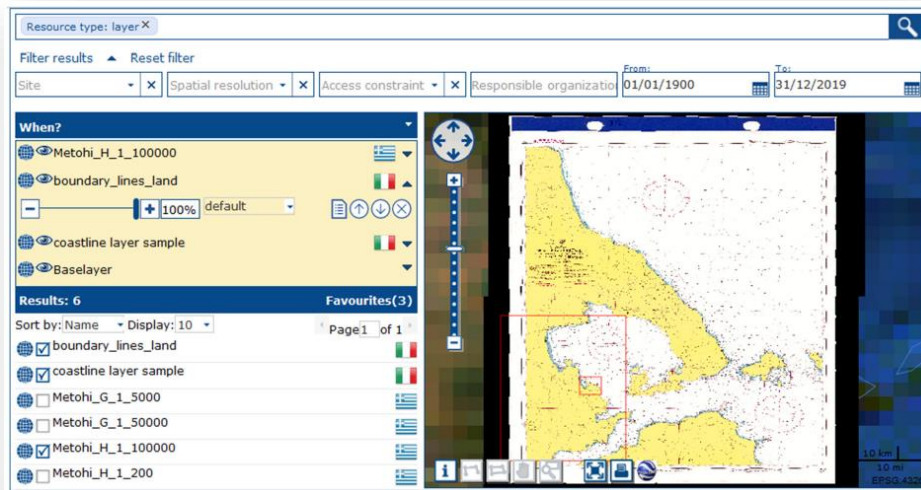 Resource type: layer
Filter results Reset filter
Site Spatial resolution Access constraint Responsible organization From: 01/01/1900 To: 31/12/2019
When?
Metohi_H_1_100000
boundary_lines_land
100% default
coastline layer sample
Baselayer
Results: 6 Favourites(3)
Sort by: Name Display: 10 Page 1 of 1
boundary_lines_land
coastline layer sample
Metohi_G_1_5000
Metohi_G_1_50000
Metohi_H_1_100000
Metohi_H_1_200
10 km
10 mi